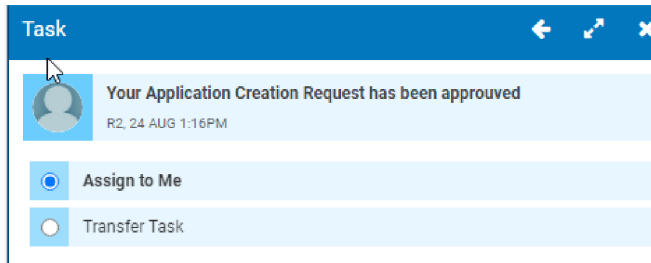 Task
Your Application Creation Request has been approuved
R2, 24 AUG 1:16PM
Assign to Me
Transfer Task